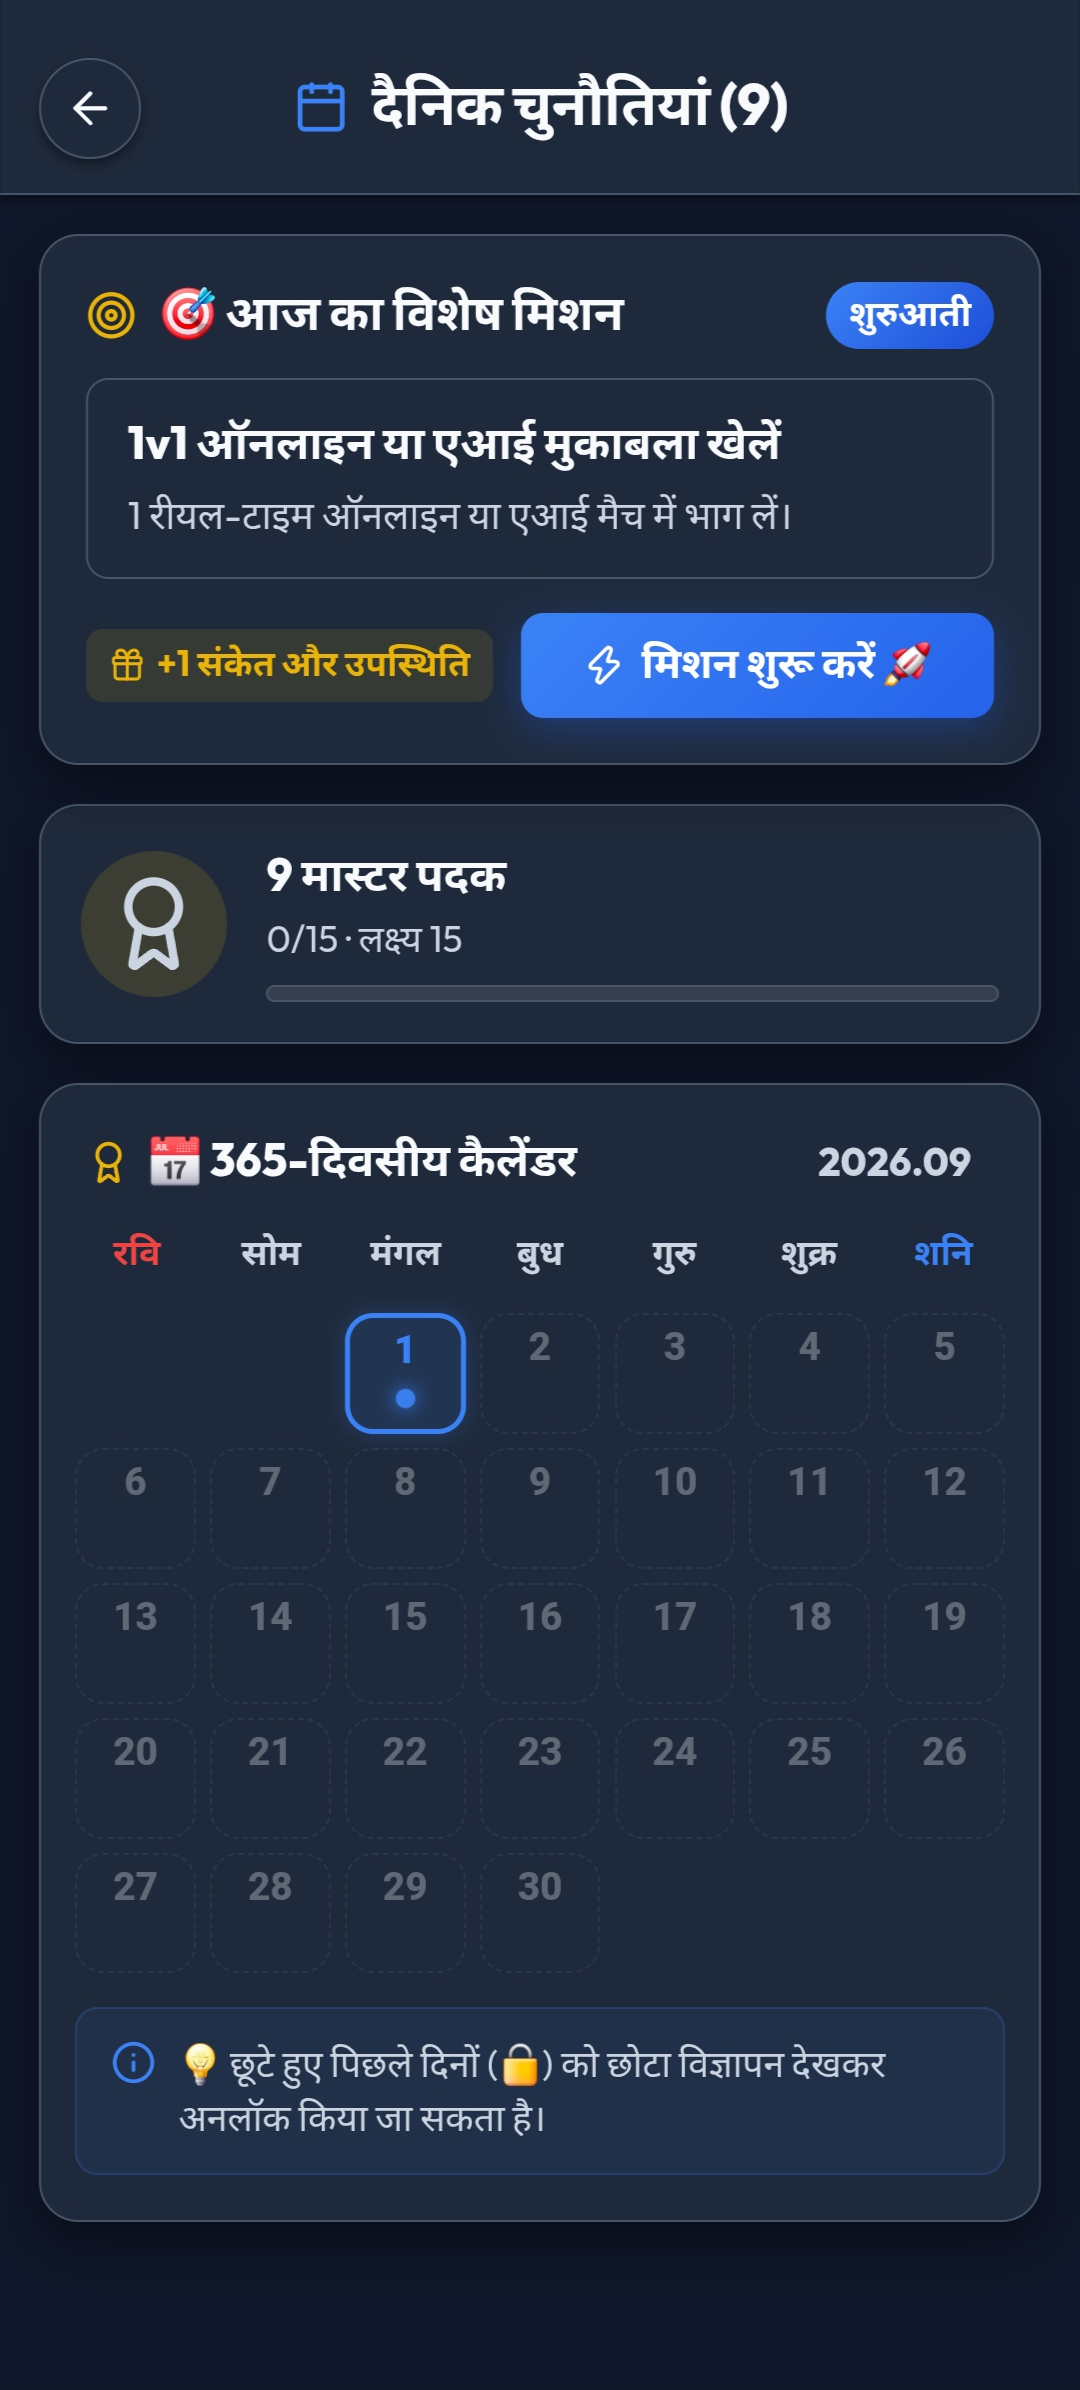 दैनिक चुनौतियां (9)
🎯 आज का विशेष मिशन
शुरुआती
1v1 ऑनलाइन या एआई मुकाबला खेलें
1 रीयल-टाइम ऑनलाइन या एआई मैच में भाग लें।
+1 संकेत और उपस्थिति
मिशन शुरू करें 🚀
9 मास्टर पदक
0/15 · लक्ष्य 15
📅 365-दिवसीय कैलेंडर
2026.09
रवि सोम मंगल बुध गुरु शुक्र शनि
1 2 3 4 5
6 7 8 9 10 11 12
13 14 15 16 17 18 19
20 21 22 23 24 25 26
27 28 29 30
💡 छूटे हुए पिछले दिनों (🔒) को छोटा विज्ञापन देखकर
अनलॉक किया जा सकता है।